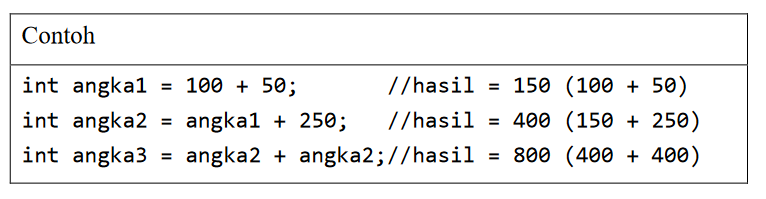 Contoh
int angka1 = 100 + 50;       //hasil = 150 (100 + 50)
int angka2 = angka1 + 250;   //hasil = 400 (150 + 250)
int angka3 = angka2 + angka2;//hasil = 800 (400 + 400)